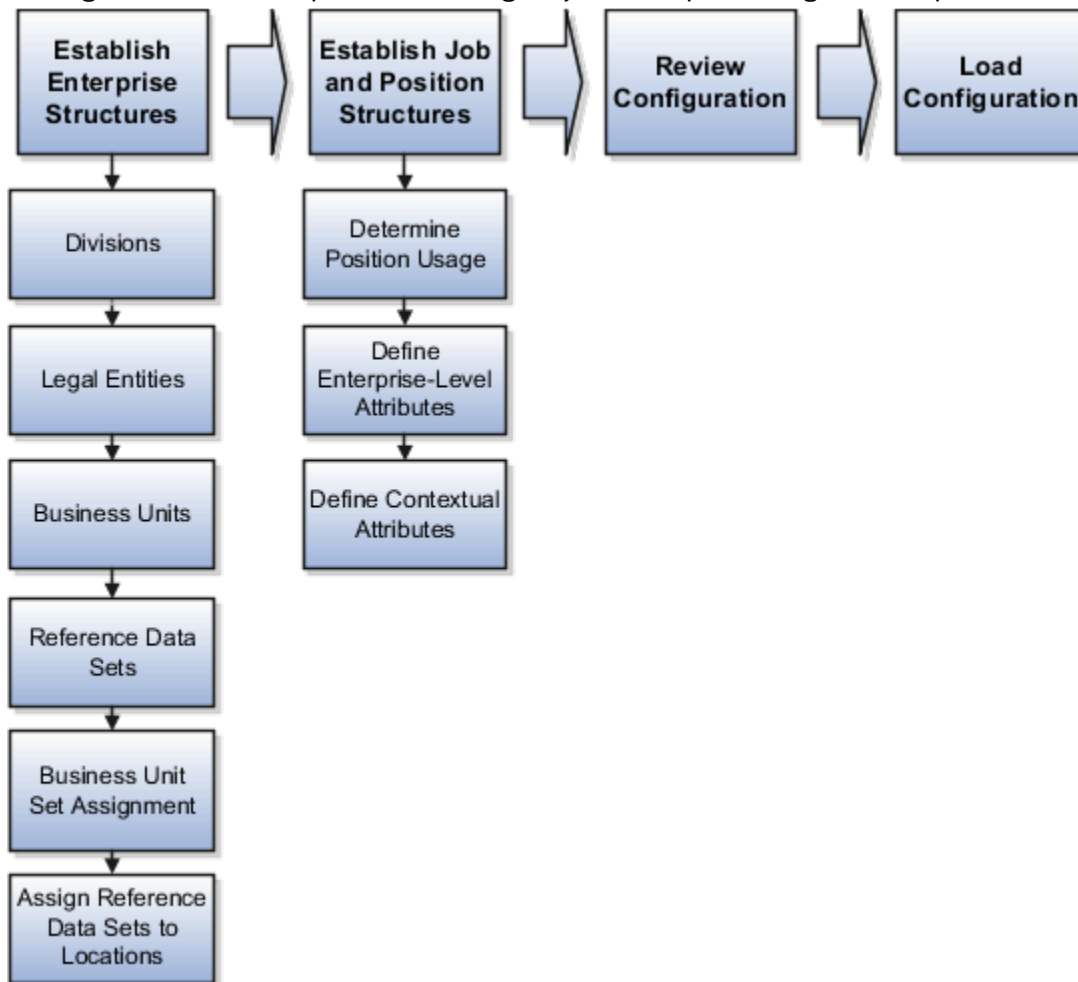 Establish
Enterprise
Structures
Establish Job
and Position
Structures
Review
Configuration
Load
Configuration
Divisions
Legal Entities
Business Units
Reference Data
Sets
Business Unit
Set Assignment
Assign Reference
Data Sets to
Locations
Determine
Position Usage
Define
Enterprise-Level
Attributes
Define Contextual
Attributes